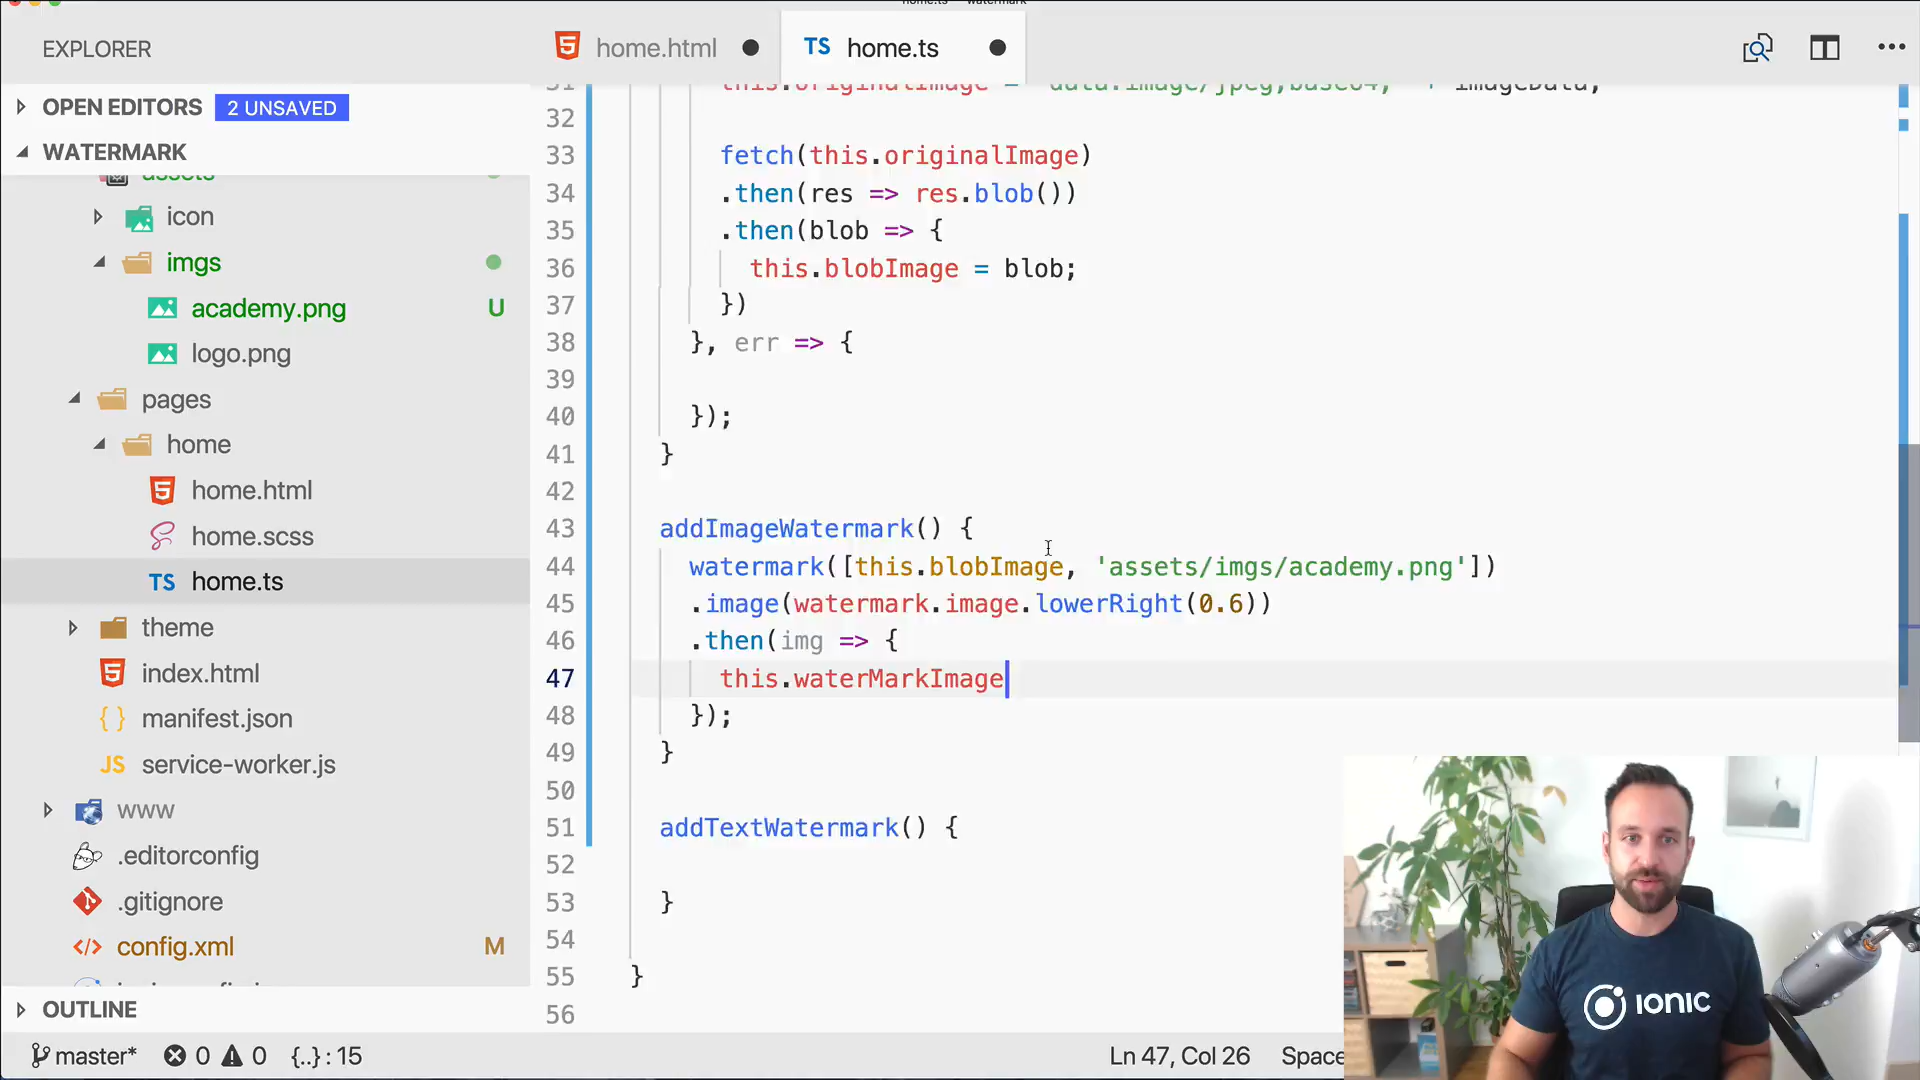 EXPLORER
home.html
TS home.ts
OPEN EDITORS 2 UNSAVED
WATERMARK
assets
icon
imgs
academy.png U
logo.png
pages
home
home.html
home.scss
TS home.ts
theme
index.html
{ } manifest.json
JS service-worker.js
www
.editorconfig
.gitignore
</> config.xml M
OUTLINE
32
33 fetch(this.originalImage)
34 .then(res => res.blob())
35 .then(blob => {
36 this.blobImage = blob;
37 })
38 }, err => {
39
40 });
41 }
42
43 addImageWatermark() {
44 watermark([this.blobImage, 'assets/imgs/academy.png'])
45 .image(watermark.image.lowerRight(0.6))
46 .then(img => {
47 this.waterMarkImage
48 });
49 }
50
51 addTextWatermark() {
52
53 }
54
55 }
56
master* 0 0 {..} : 15
Ln 47, Col 26 Space
IONIC